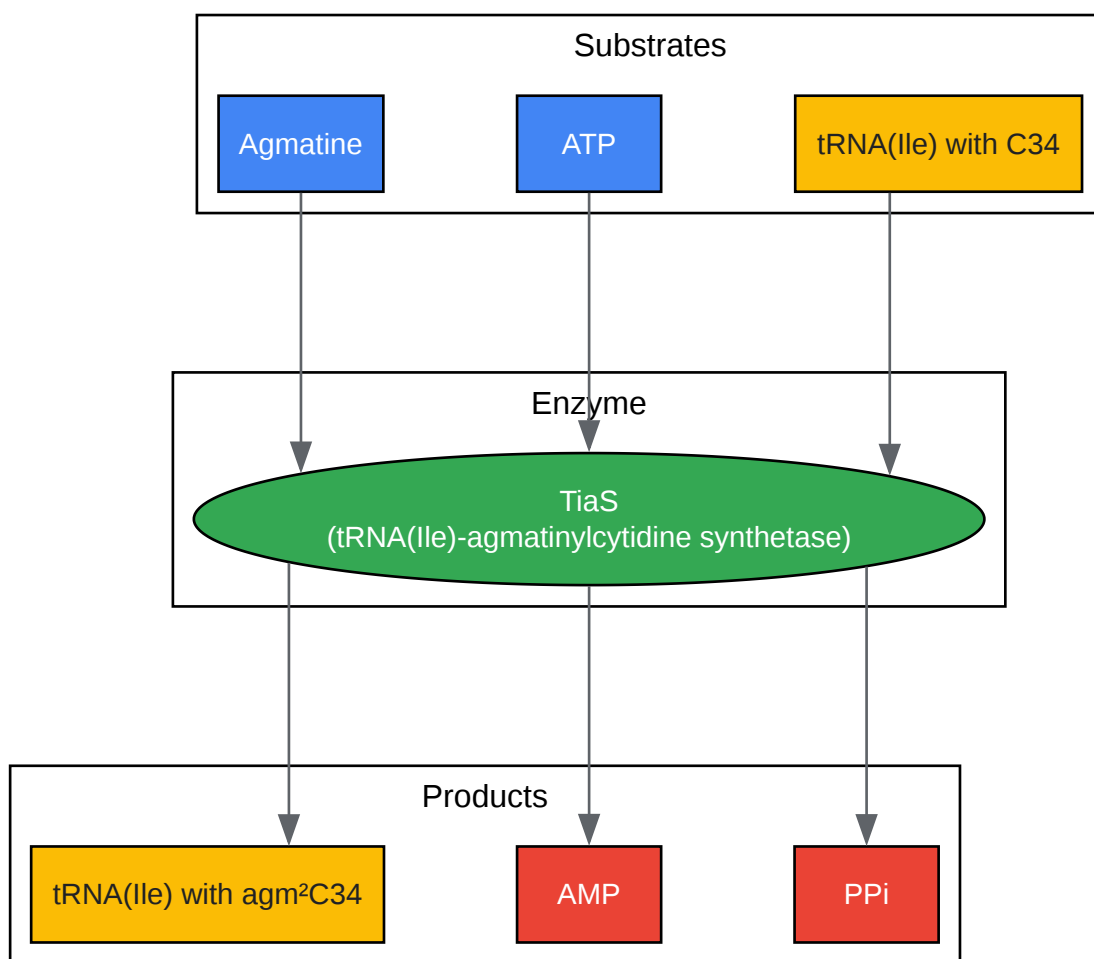 Substrates
Agmatine
ATP
tRNA(Ile) with C34
Enzyme
TiaS
(tRNA(Ile)-agmatinylcytidine synthetase)
Products
tRNA(Ile) with agm²C34
AMP
PPi